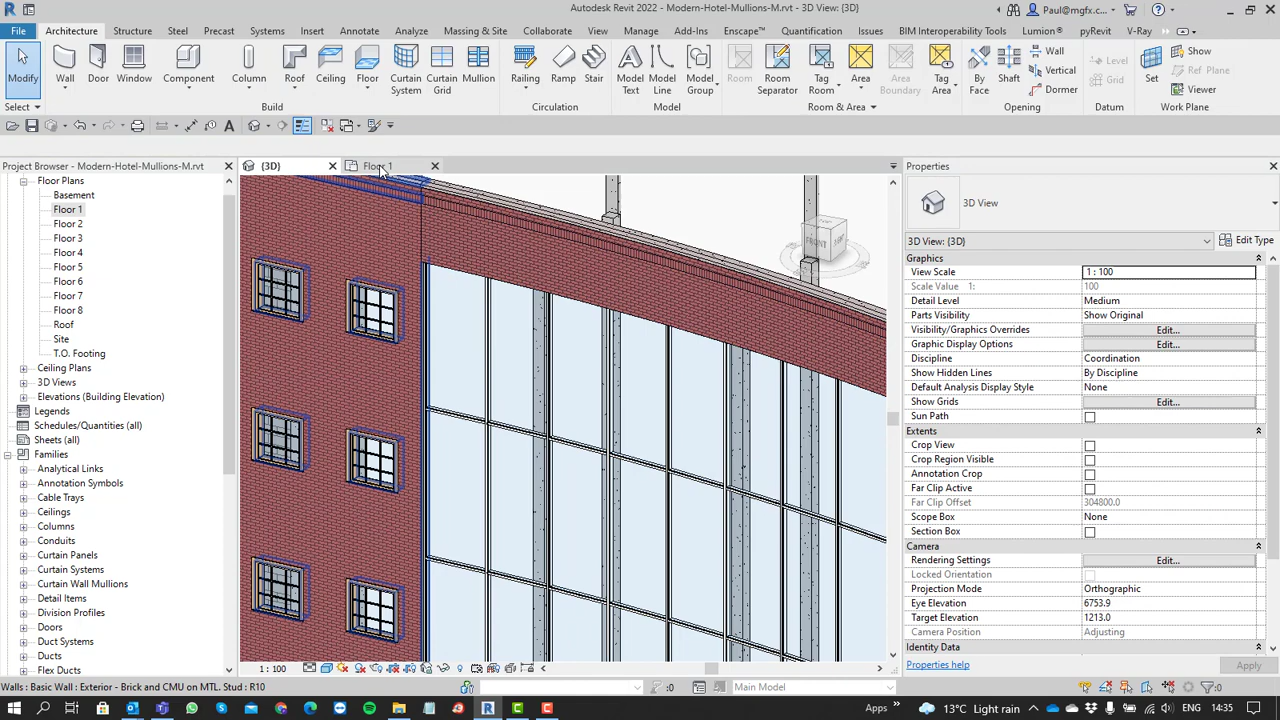 Autodesk Revit 2022 - Modern-Hotel-Mullions-M.rvt - 3D View: {3D}
Paul@mgfx.c...
File Architecture Structure Steel Precast Systems Insert Annotate Analyze Massing & Site Collaborate View Manage Add-Ins Enscape™ Quantification Issues BIM Interoperability Tools Lumion® pyRevit V-Ray
Modify Wall Door Window Component Column Roof Ceiling Floor Curtain System Curtain Grid Mullion Railing Ramp Stair Model Text Model Line Model Group Room Room Separator Tag Room Area Area Boundary Tag Area By Face Shaft Wall Vertical Dormer Level Grid Set Show Ref Plane Viewer
Select Build Circulation Model Room & Area Opening Datum Work Plane
Project Browser - Modern-Hotel-Mullions-M.rvt
Floor Plans
Basement
Floor 1
Floor 2
Floor 3
Floor 4
Floor 5
Floor 6
Floor 7
Floor 8
Roof
Site
T.O. Footing
Ceiling Plans
3D Views
Elevations (Building Elevation)
Legends
Schedules/Quantities (all)
Sheets (all)
Families
Analytical Links
Annotation Symbols
Cable Trays
Ceilings
Columns
Conduits
Curtain Panels
Curtain Systems
Curtain Wall Mullions
Detail Items
Division Profiles
Doors
Duct Systems
Ducts
Flex Ducts
{3D}
Floor 1
FRONT
1 : 100
Properties
3D View
3D View: {3D} Edit Type
Graphics
View Scale 1 : 100
Scale Value 1: 100
Detail Level Medium
Parts Visibility Show Original
Visibility/Graphics Overrides Edit...
Graphic Display Options Edit...
Discipline Coordination
Show Hidden Lines By Discipline
Default Analysis Display Style None
Show Grids Edit...
Sun Path
Extents
Crop View
Crop Region Visible
Annotation Crop
Far Clip Active
Far Clip Offset 304800.0
Scope Box None
Section Box
Camera
Rendering Settings Edit...
Locked Orientation
Projection Mode Orthographic
Eye Elevation 6753.9
Target Elevation 1213.0
Camera Position Adjusting
Identity Data
Properties help Apply
Walls : Basic Wall : Exterior - Brick and CMU on MTL. Stud : R10
:0
Main Model
:0
Apps
13°C Light rain
ENG 14:35